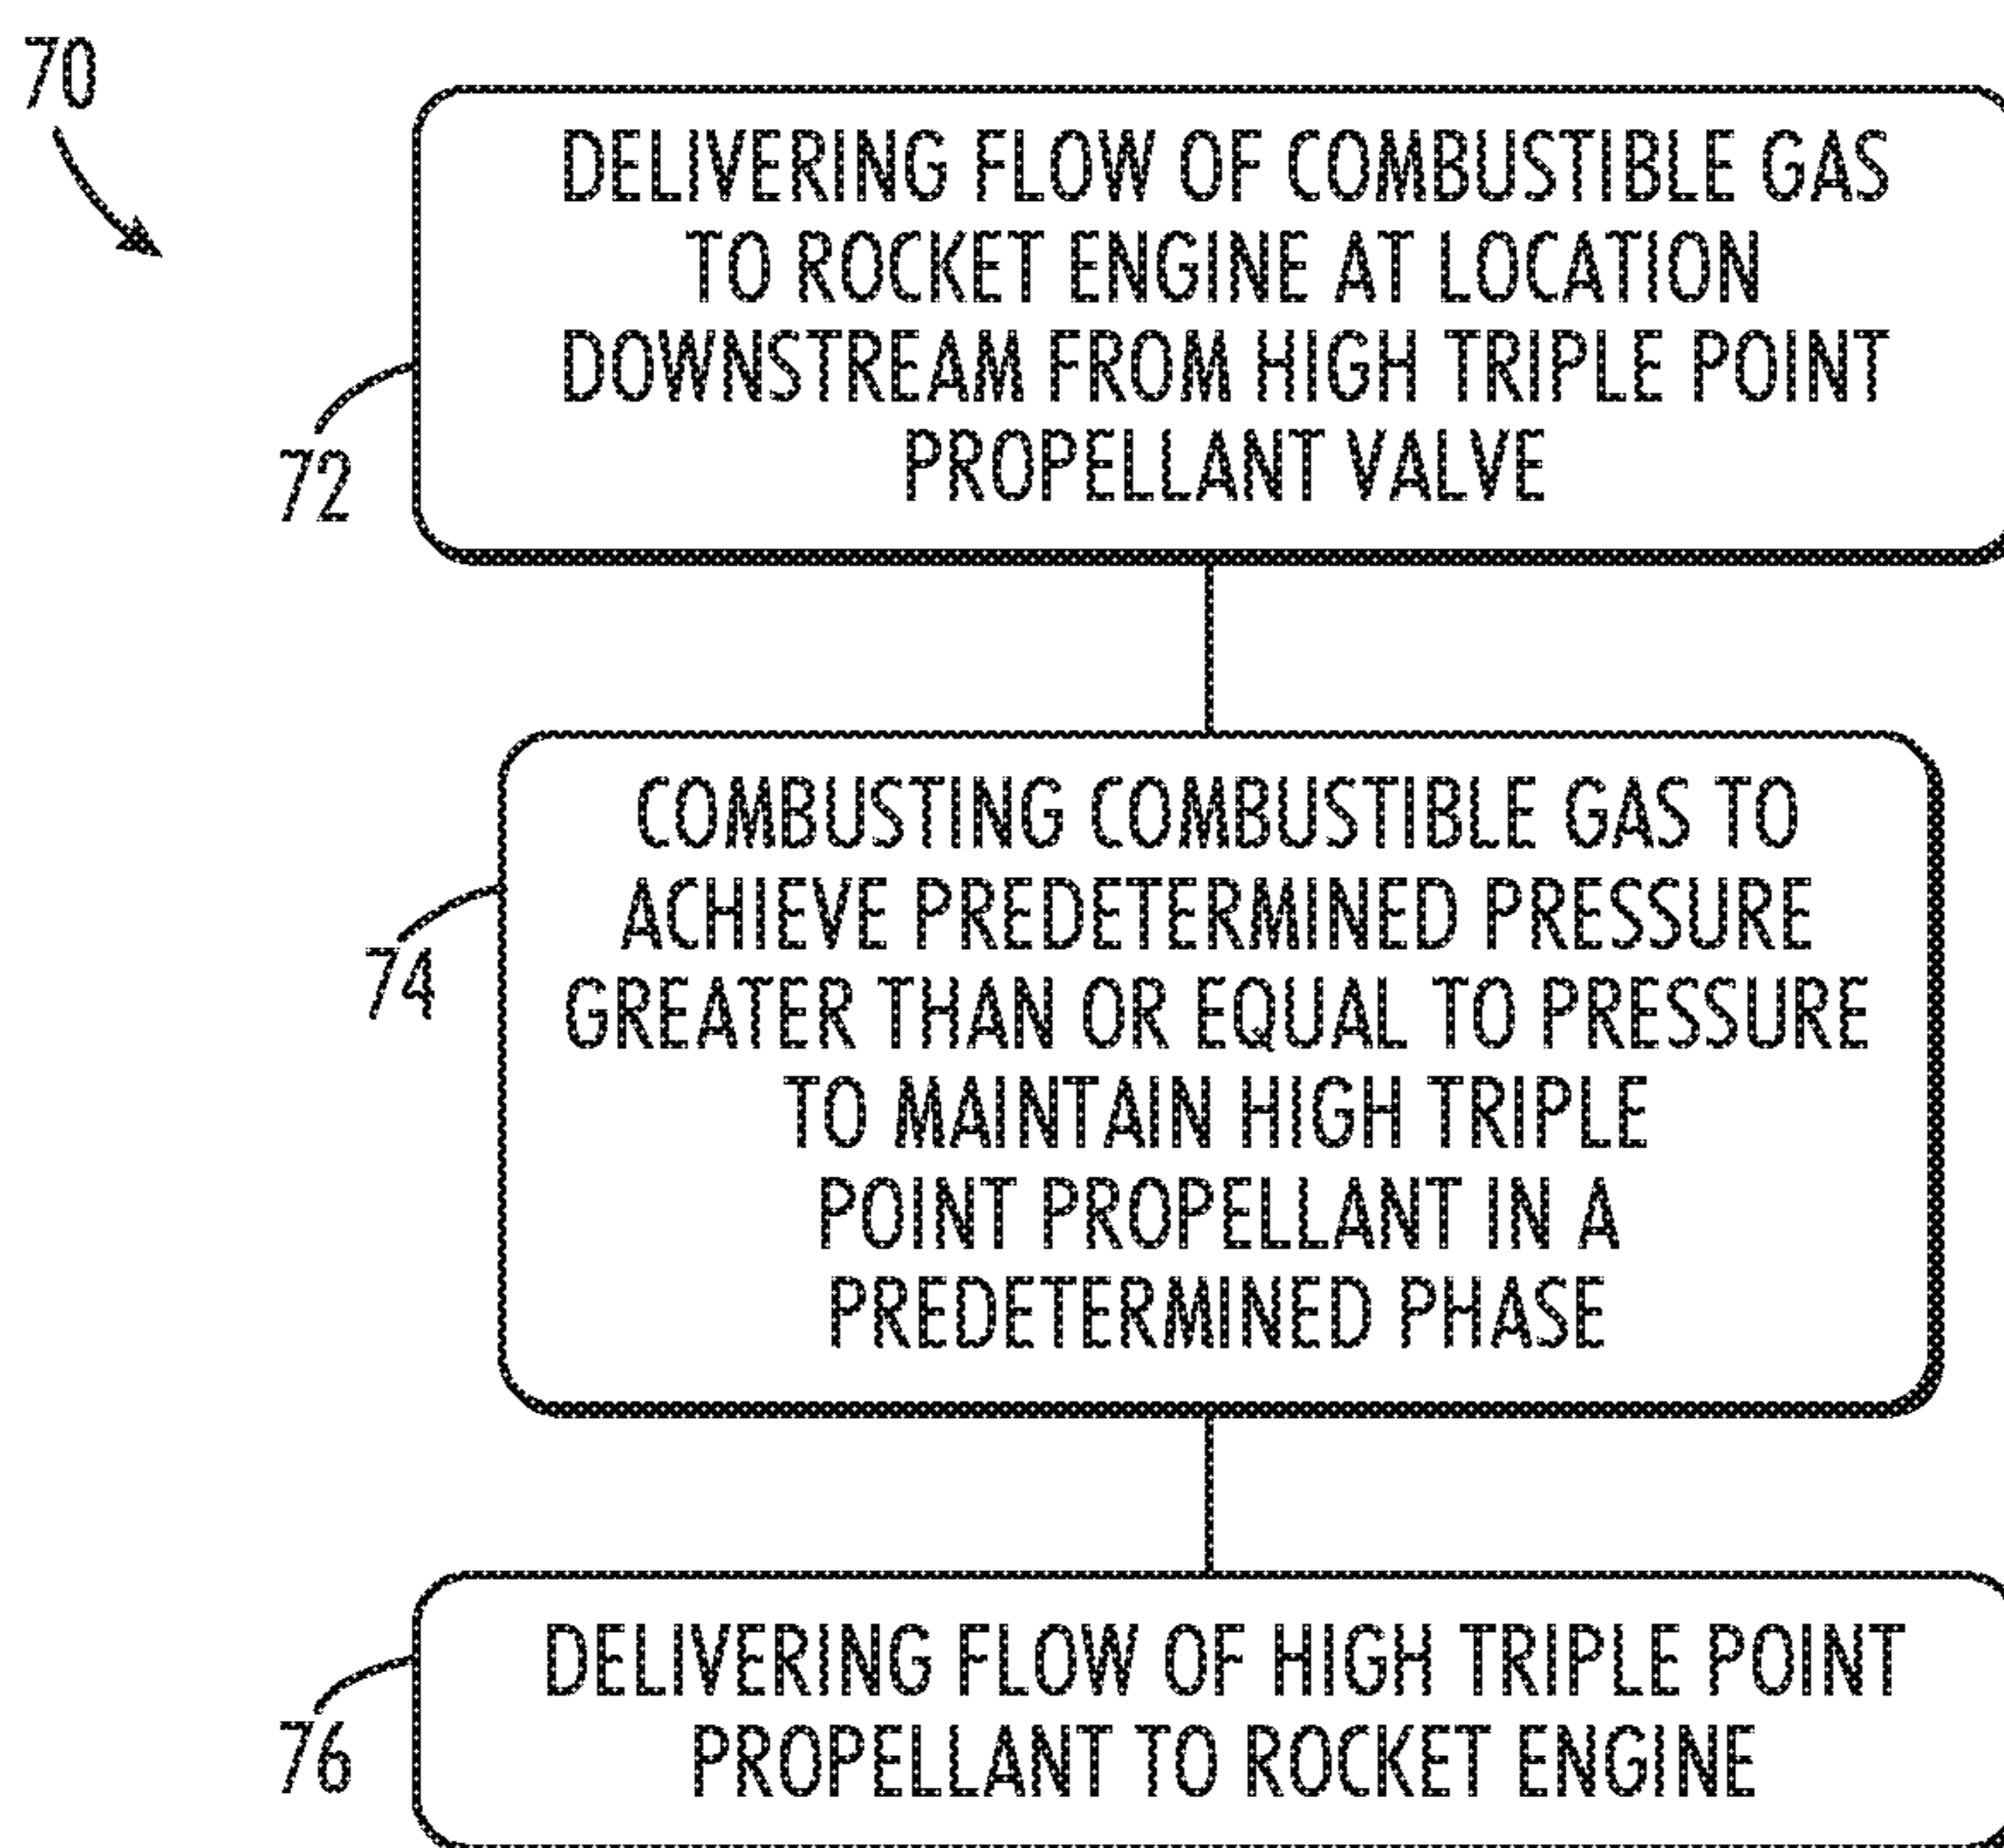 70
DELIVERING FLOW OF COMBUSTIBLE GAS
TO ROCKET ENGINE AT LOCATION
DOWNSTREAM FROM HIGH TRIPLE POINT
PROPELLANT VALVE
72
COMBUSTING COMBUSTIBLE GAS TO
ACHIEVE PREDETERMINED PRESSURE
GREATER THAN OR EQUAL TO PRESSURE
TO MAINTAIN HIGH TRIPLE
POINT PROPELLANT IN A
PREDETERMINED PHASE
74
DELIVERING FLOW OF HIGH TRIPLE POINT
PROPELLANT TO ROCKET ENGINE
76